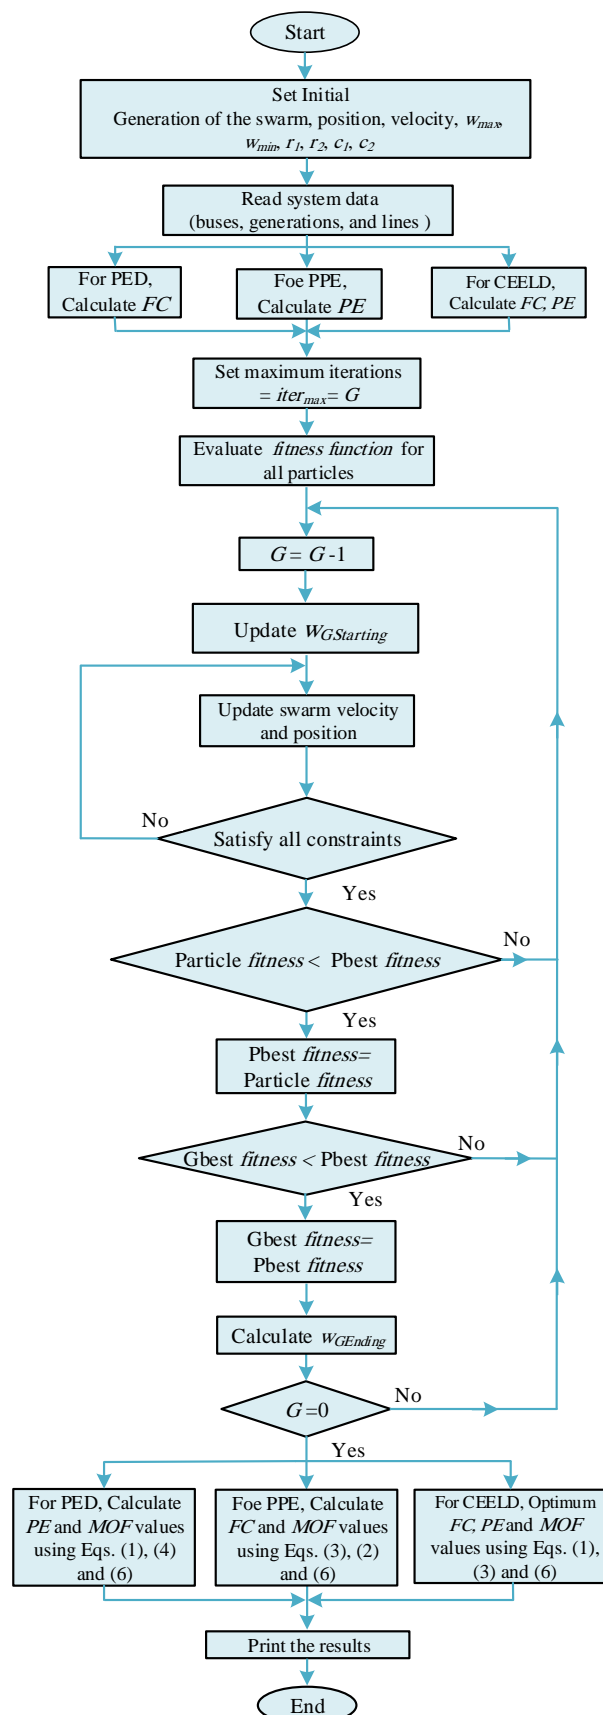 Start
Set Initial
Generation of the swarm, position, velocity, wmax,
wmin, r1, r2, c1, c2
Read system data
(buses, generations, and lines )
For PED,
Calculate FC
Foe PPE,
Calculate PE
For CEELD,
Calculate FC, PE
Set maximum iterations
= itermax= G
Evaluate fitness function for
all particles
G = G -1
Update wGStarting
Update swarm velocity
and position
No
Satisfy all constraints
Yes
No
Particle fitness < Pbest fitness
Yes
Pbest fitness=
Particle fitness
No
Gbest fitness < Pbest fitness
Yes
Gbest fitness=
Pbest fitness
Calculate wGEnding
No
G =0
Yes
For PED, Calculate
PE and MOF values
using Eqs. (1), (4)
and (6)
Foe PPE, Calculate
FC and MOF values
using Eqs. (3), (2)
and (6)
For CEELD, Optimum
FC, PE and MOF
values using Eqs. (1),
(3) and (6)
Print the results
End